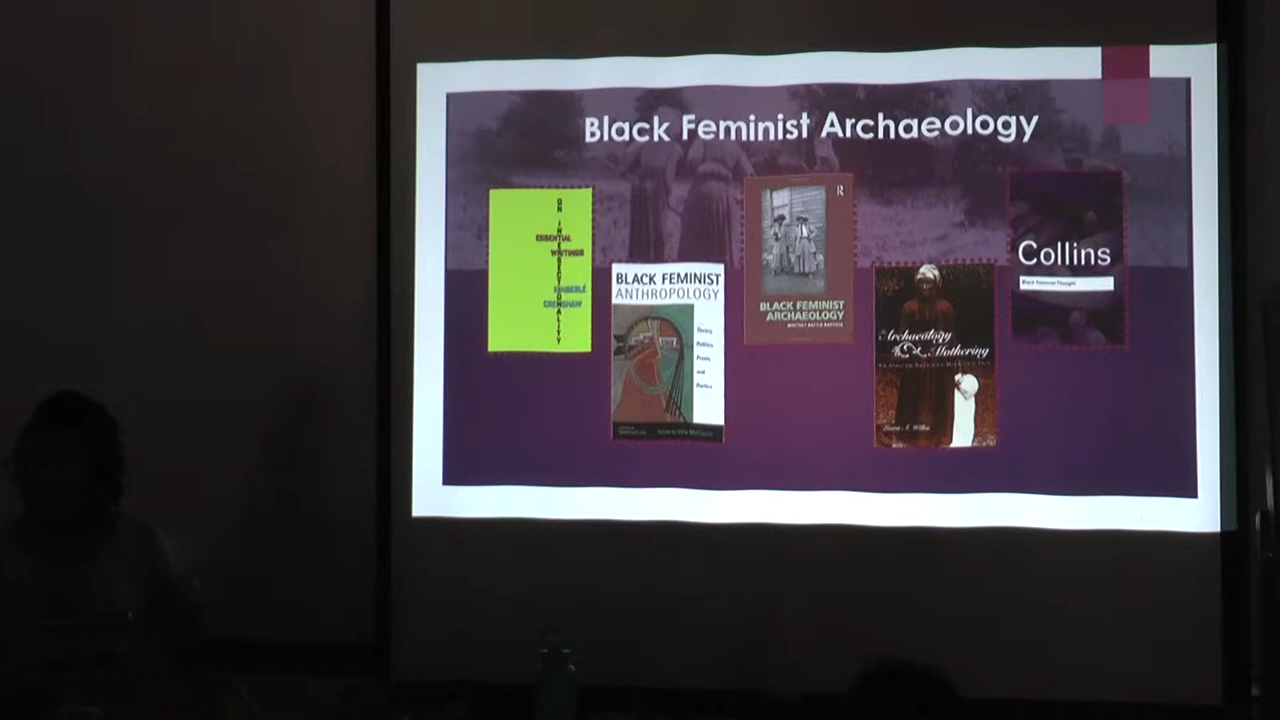 Black Feminist Archaeology
ON INTERSECTIONALITY
ESSENTIAL
WRITINGS
KIMBERLÉ
CRENSHAW
BLACK FEMINIST
ANTHROPOLOGY
Theory,
Politics,
Praxis,
and
Poetics
R
BLACK FEMINIST
ARCHAEOLOGY
WHITNEY BATTLE-BAPTISTE
Archaeology
& Mothering
Collins
Black Feminist Thought